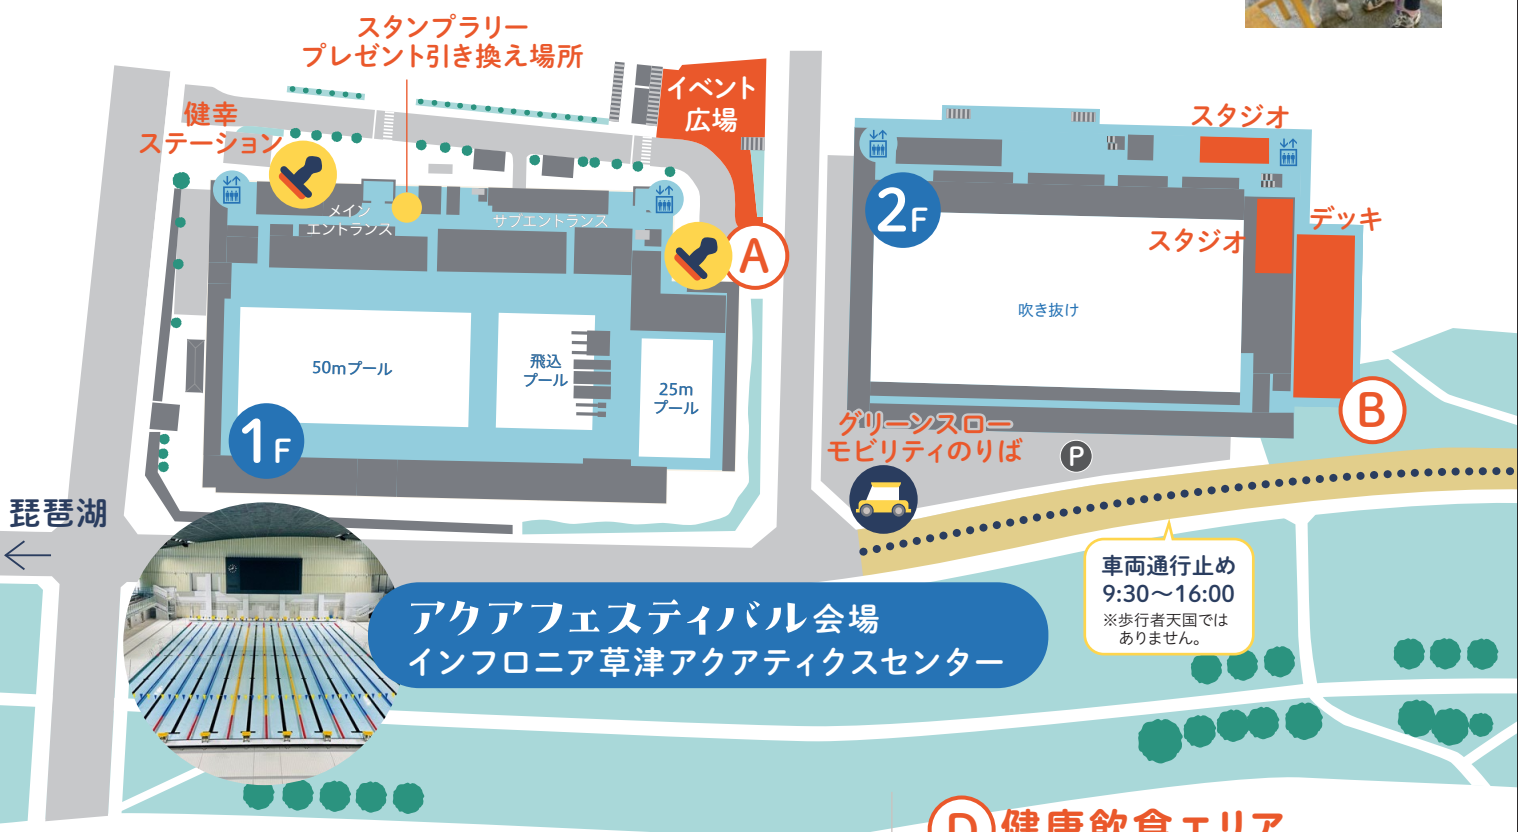 スタンプラリー
プレゼント引き換え場所
健幸
ステーション
イベント
広場
メイン
エントランス
サブエントランス
A
50mプール
飛込
プール
25m
プール
1F
スタジオ
2F
スタジオ
デッキ
吹き抜け
B
グリーンスロー
モビリティのりば
P
琵琶湖
車両通行止め
9:30〜16:00
※歩行者天国では
ありません。
アクアフェスティバル会場
インフロニア草津アクアティクスセンター
D 健康飲食エリア